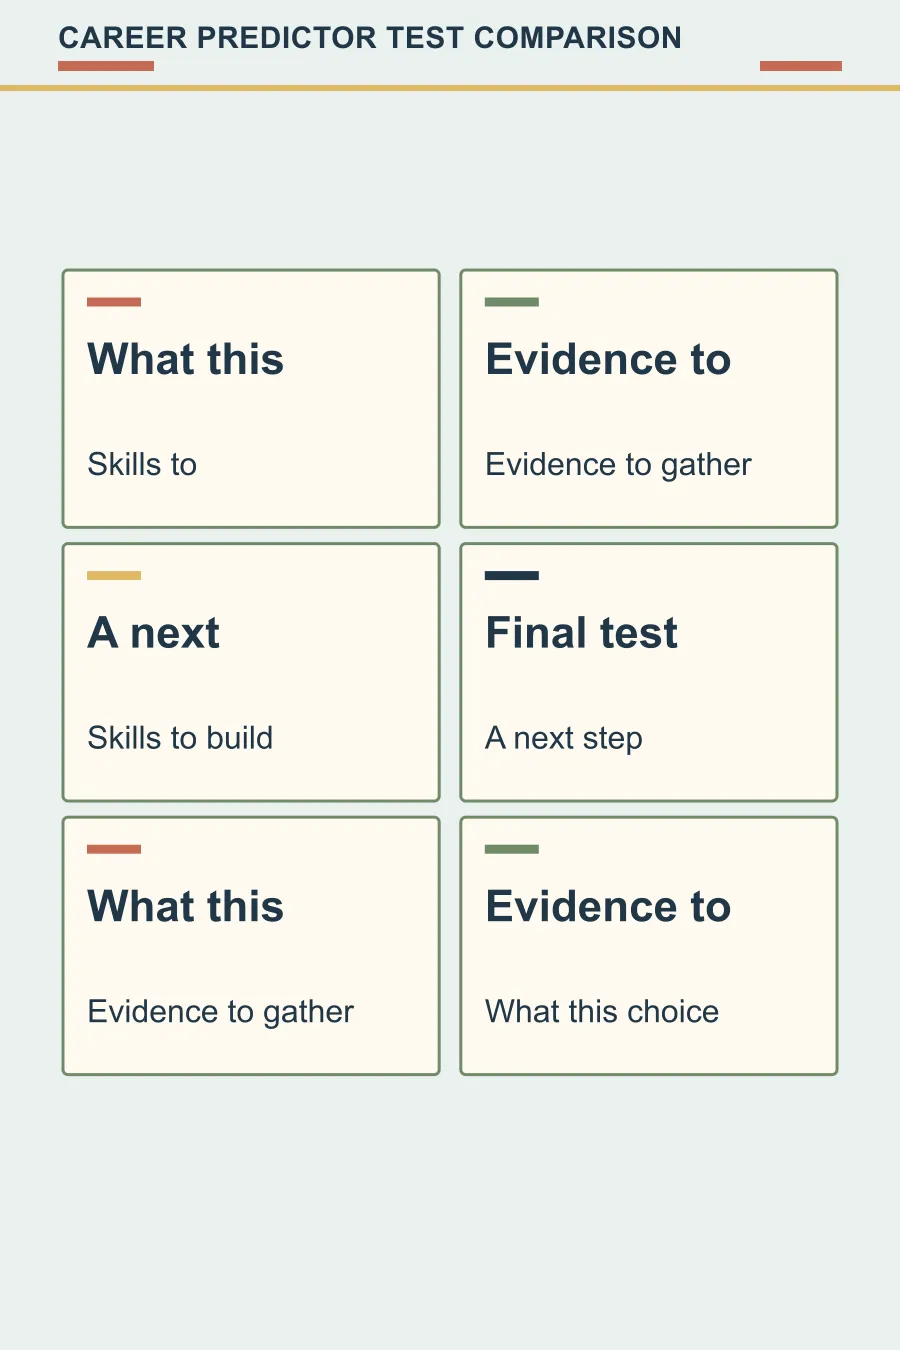 CAREER PREDICTOR TEST COMPARISON
What this
Skills to
Evidence to
Evidence to gather
A next
Skills to build
Final test
A next step
What this
Evidence to gather
Evidence to
What this choice